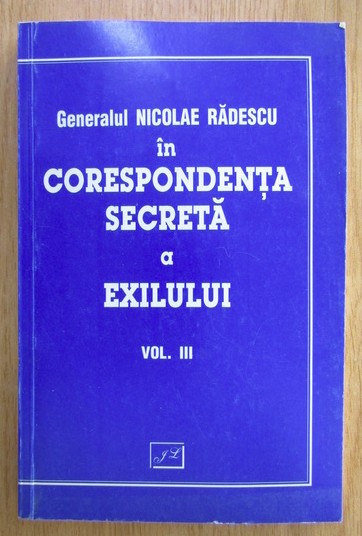 Generalul NICOLAE RĂDESCU
în
CORESPONDENȚA
SECRETĂ
a
EXILULUI
VOL. III
J L